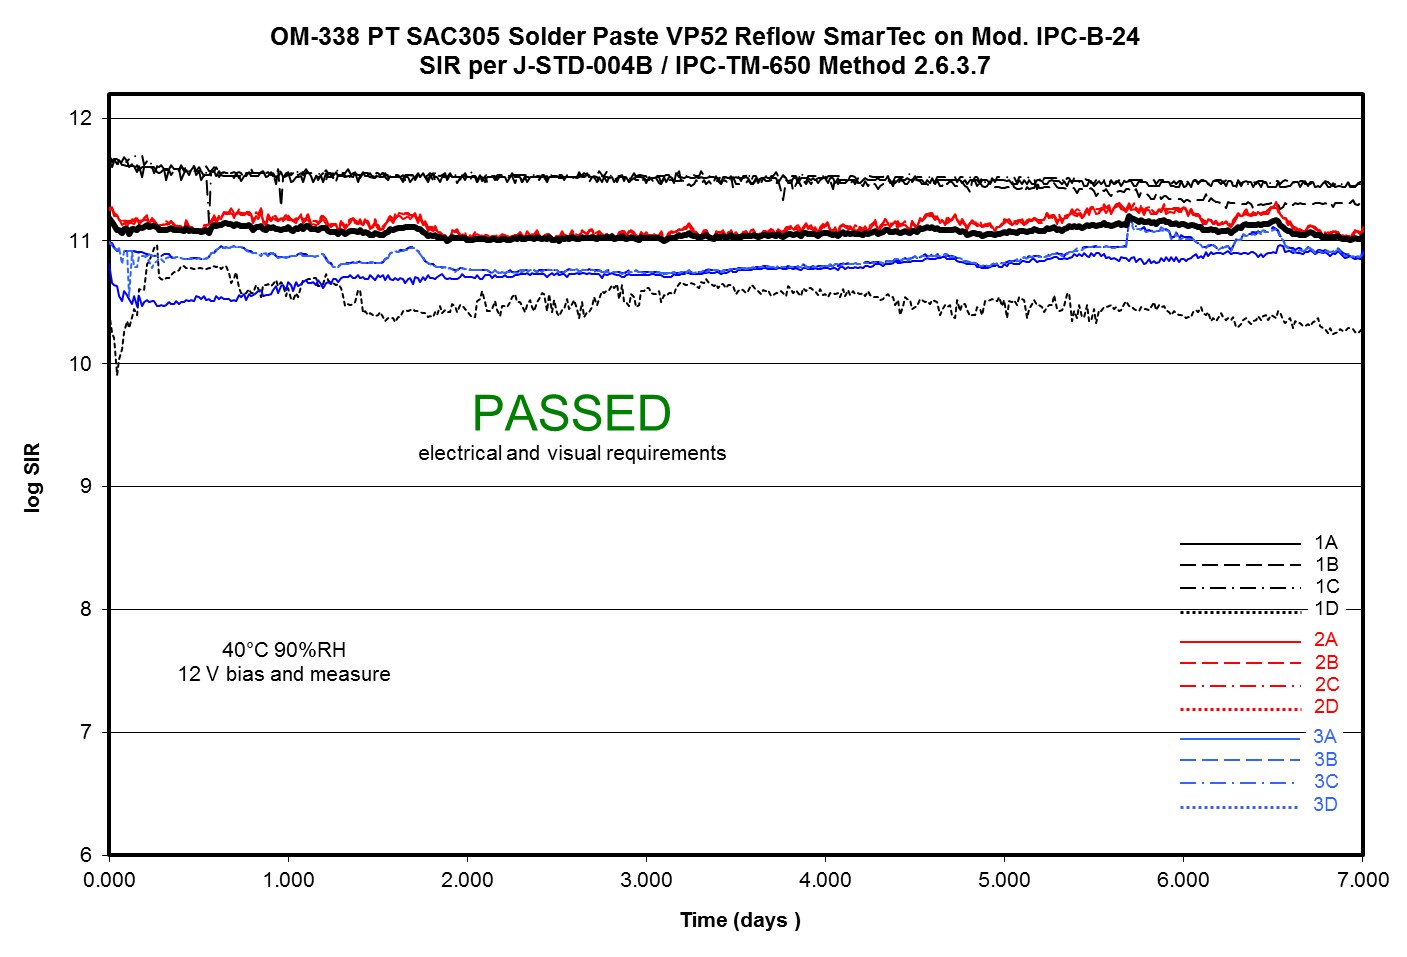 OM-338 PT SAC305 Solder Paste VP52 Reflow SmarTec on Mod. IPC-B-24
SIR per J-STD-004B / IPC-TM-650 Method 2.6.3.7
12
11
10
PASSED
electrical and visual requirements
log SIR
9
1A
1B
1C
8
1D
40°C 90%RH
12 V bias and measure
2A
2B
2C
2D
7
3A
3B
3C
3D
6
0.000 1.000 2.000 3.000 4.000 5.000 6.000 7.000
Time (days )